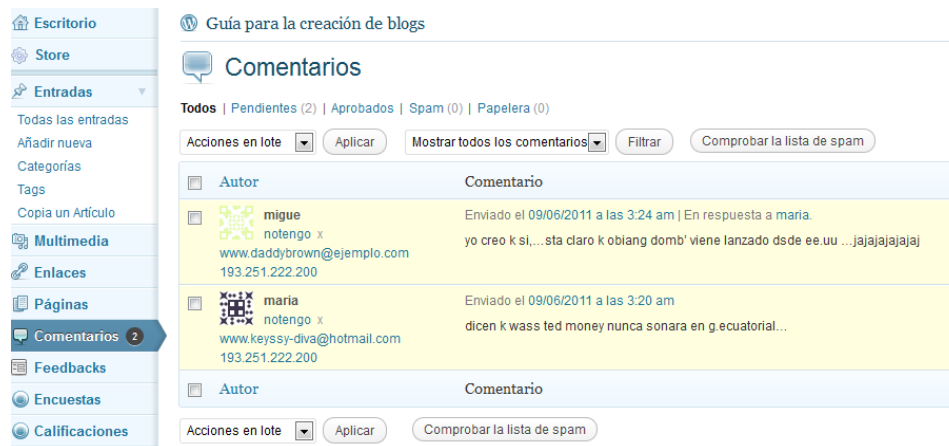 Escritorio
Store
Entradas
Todas las entradas
Añadir nueva
Categorías
Tags
Copia un Artículo
Multimedia
Enlaces
Páginas
Comentarios 2
Feedbacks
Encuestas
Calificaciones
Guía para la creación de blogs
Comentarios
Todos | Pendientes (2) | Aprobados | Spam (0) | Papelera (0)
Acciones en lote Aplicar Mostrar todos los comentarios Filtrar Comprobar la lista de spam
Autor Comentario
migue
notengo x
www.daddybrown@ejemplo.com
193.251.222.200
Enviado el 09/06/2011 a las 3:24 am | En respuesta a maria.
yo creo k si,...sta claro k obiang domb' viene lanzado dsde ee.uu ...jajajajajaj
maria
notengo x
www.keyssy-diva@hotmail.com
193.251.222.200
Enviado el 09/06/2011 a las 3:20 am
dicen k wass ted money nunca sonara en g.ecuatorial...
Autor Comentario
Acciones en lote Aplicar Comprobar la lista de spam